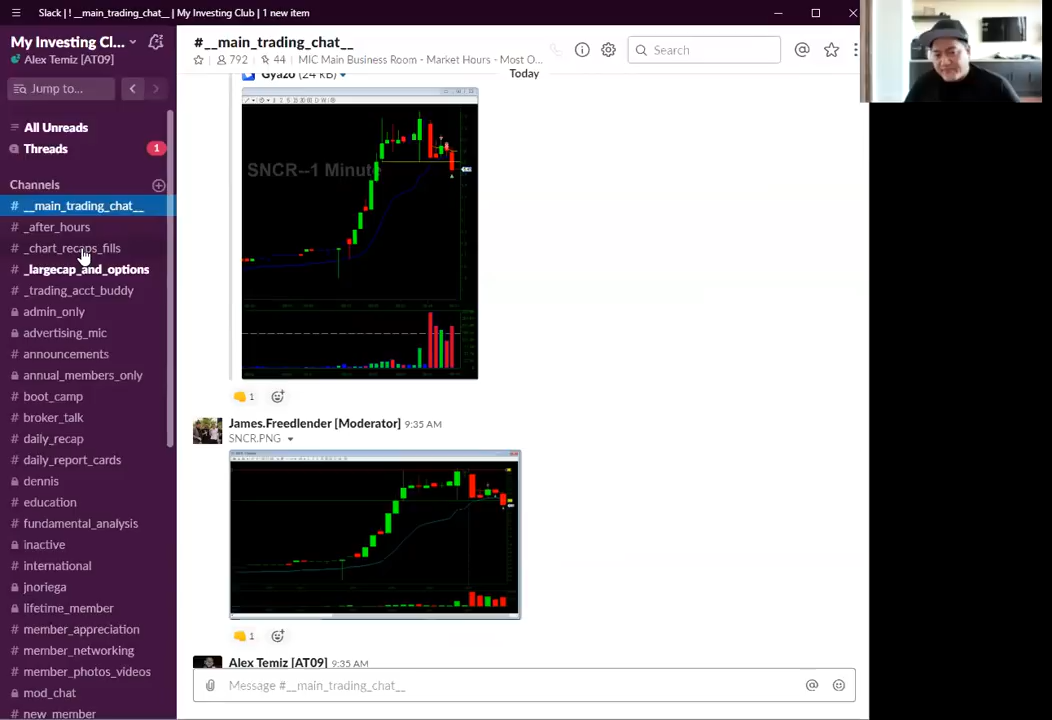 Slack | ! __main_trading_chat__ | My Investing Club | 1 new item
My Investing Cl...
Alex Temiz [AT09]
Jump to...
All Unreads
Threads
1
Channels
# __main_trading_chat__
# _after_hours
# _chart_recaps_fills
# _largecap_and_options
# _trading_acct_buddy
admin_only
advertising_mic
# announcements
annual_members_only
# boot_camp
# broker_talk
# daily_recap
# daily_report_cards
# dennis
# education
# fundamental_analysis
inactive
# international
jnoriega
lifetime_member
# member_appreciation
# member_networking
# member_photos_videos
mod_chat
# new_member
#__main_trading_chat__
792
44
MIC Main Business Room - Market Hours - Most O...
Search
Today
Gyazo (24 KB)
SNCR--1 Minute
1
James.Freedlender [Moderator] 9:35 AM
SNCR.PNG
1
Alex Temiz [AT09] 9:35 AM
Message #__main_trading_chat__